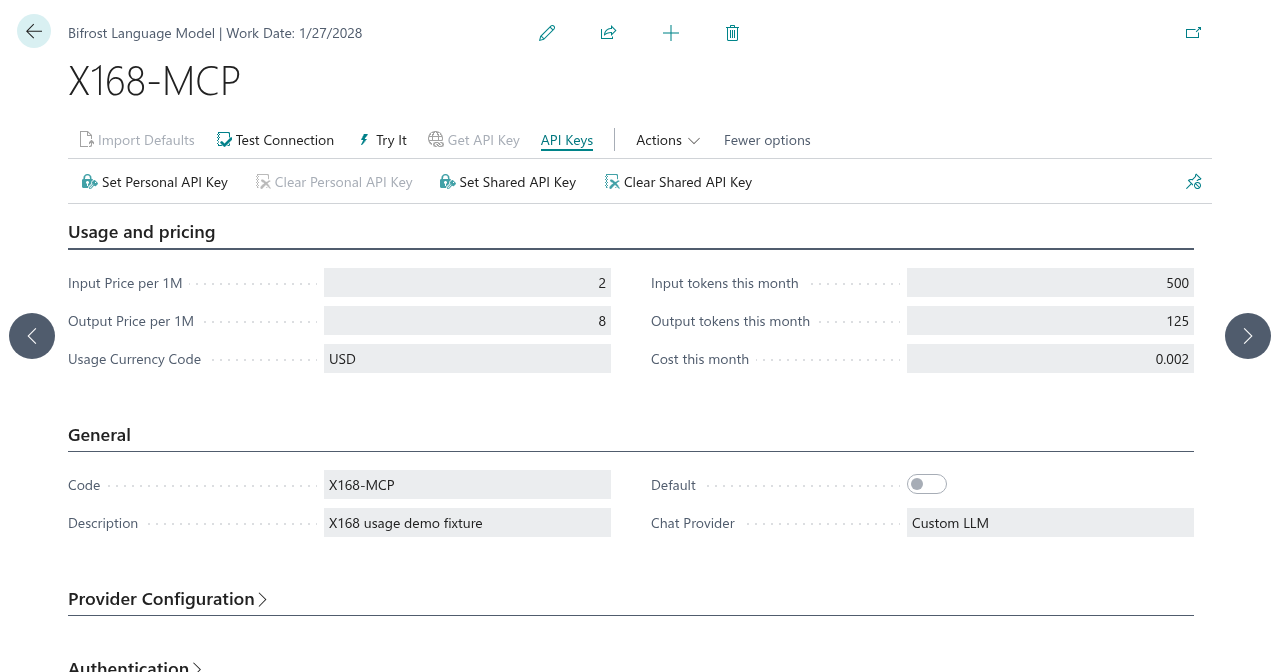 Bifrost Language Model | Work Date: 1/27/2028
X168-MCP
Import Defaults Test Connection Try It Get API Key API Keys Actions Fewer options
Set Personal API Key Clear Personal API Key Set Shared API Key Clear Shared API Key
Usage and pricing
Input Price per 1M 2 Input tokens this month 500
Output Price per 1M 8 Output tokens this month 125
Usage Currency Code USD Cost this month 0.002
General
Code X168-MCP Default
Description X168 usage demo fixture Chat Provider Custom LLM
Provider Configuration
Authentication